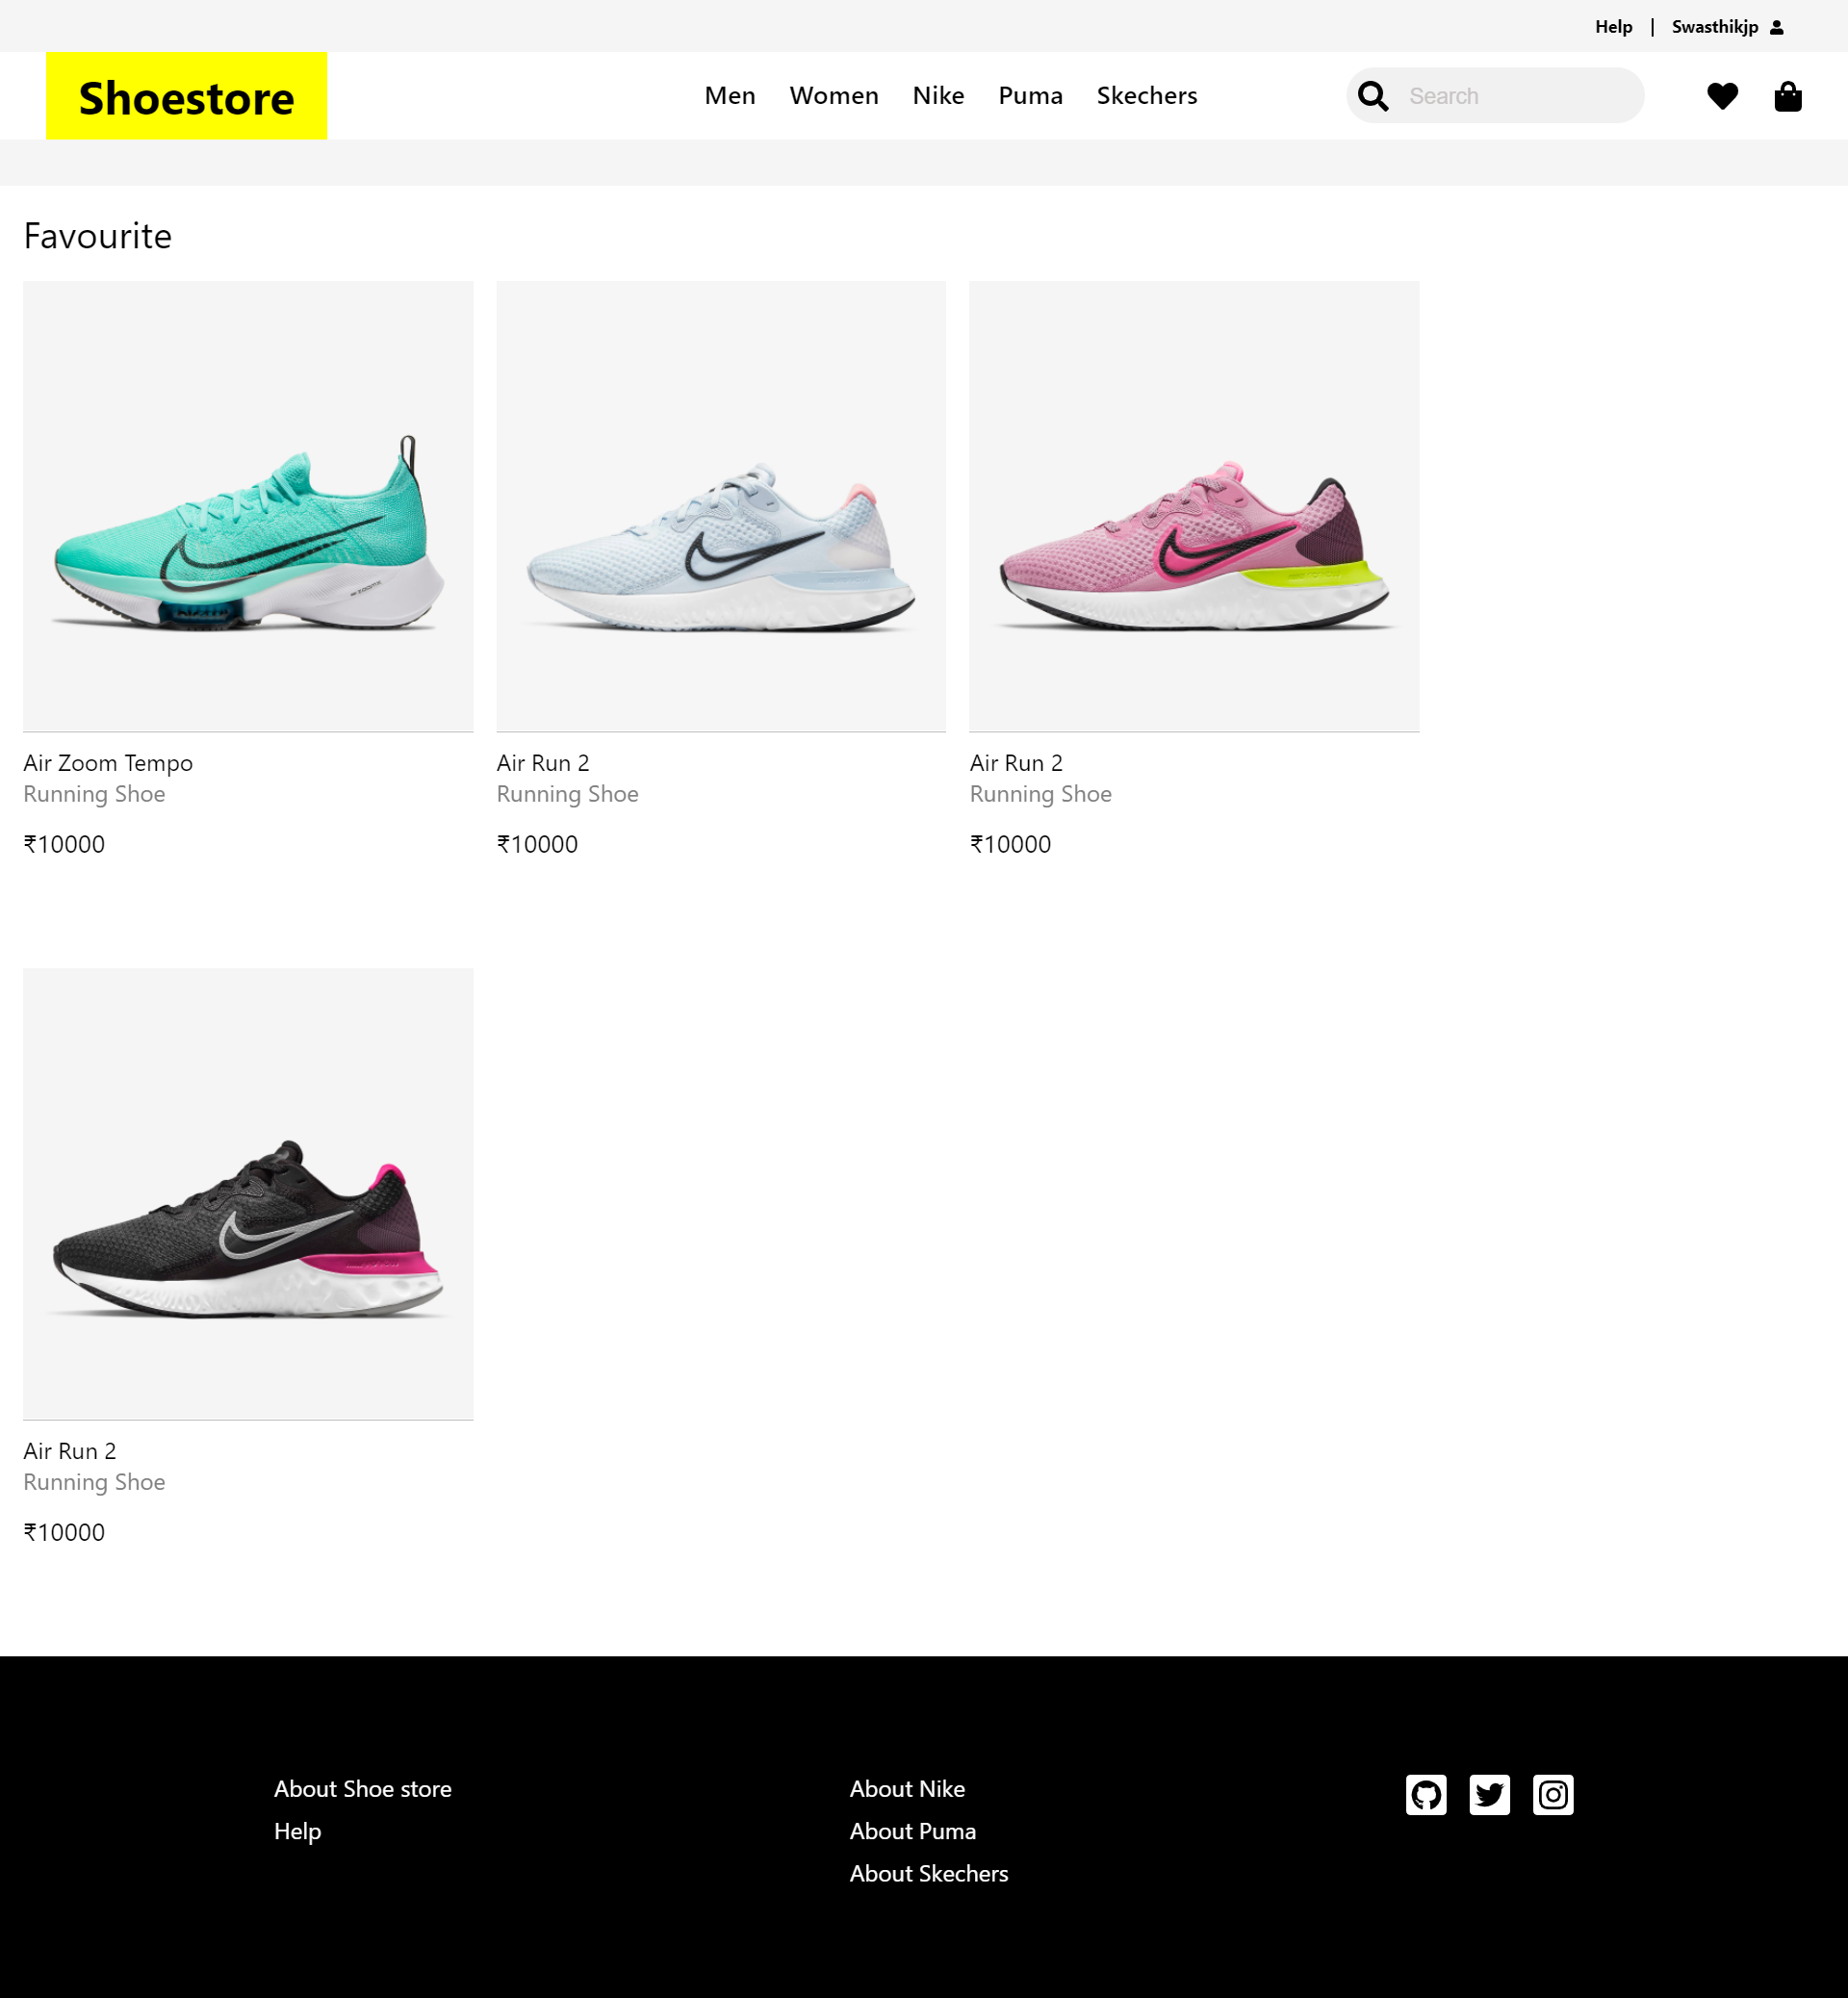 Help | Swasthikjp
Shoestore
Men Women Nike Puma Skechers
Search
Favourite
Air Zoom Tempo
Running Shoe
₹10000
Air Run 2
Running Shoe
₹10000
Air Run 2
Running Shoe
₹10000
Air Run 2
Running Shoe
₹10000
About Shoe store
Help
About Nike
About Puma
About Skechers